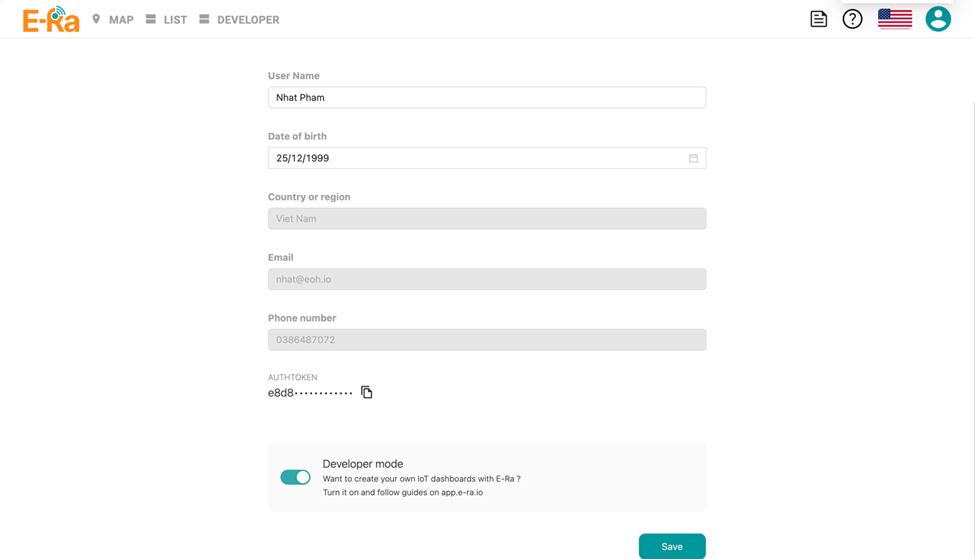 E-Ra MAP LIST DEVELOPER
User Name
Nhat Pham
Date of birth
25/12/1999
Country or region
Viet Nam
Email
nhat@eoh.io
Phone number
0386487072
AUTHTOKEN
e8d8••••••••••••
Developer mode
Want to create your own IoT dashboards with E-Ra ?
Turn it on and follow guides on app.e-ra.io
Save